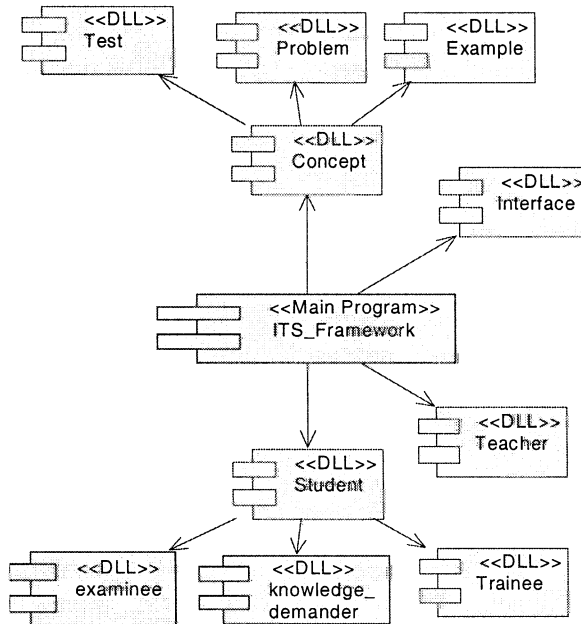 <<DLL>>
Test
<<DLL>>
Problem
<<DLL>>
Example
<<DLL>>
Concept
<<DLL>>
Interface
<<Main Program>>
ITS_Framework
<<DLL>>
Teacher
<<DLL>>
Student
<<DLL>>
examinee
<<DLL>>
knowledge_
demander
<<DLL>>
Trainee